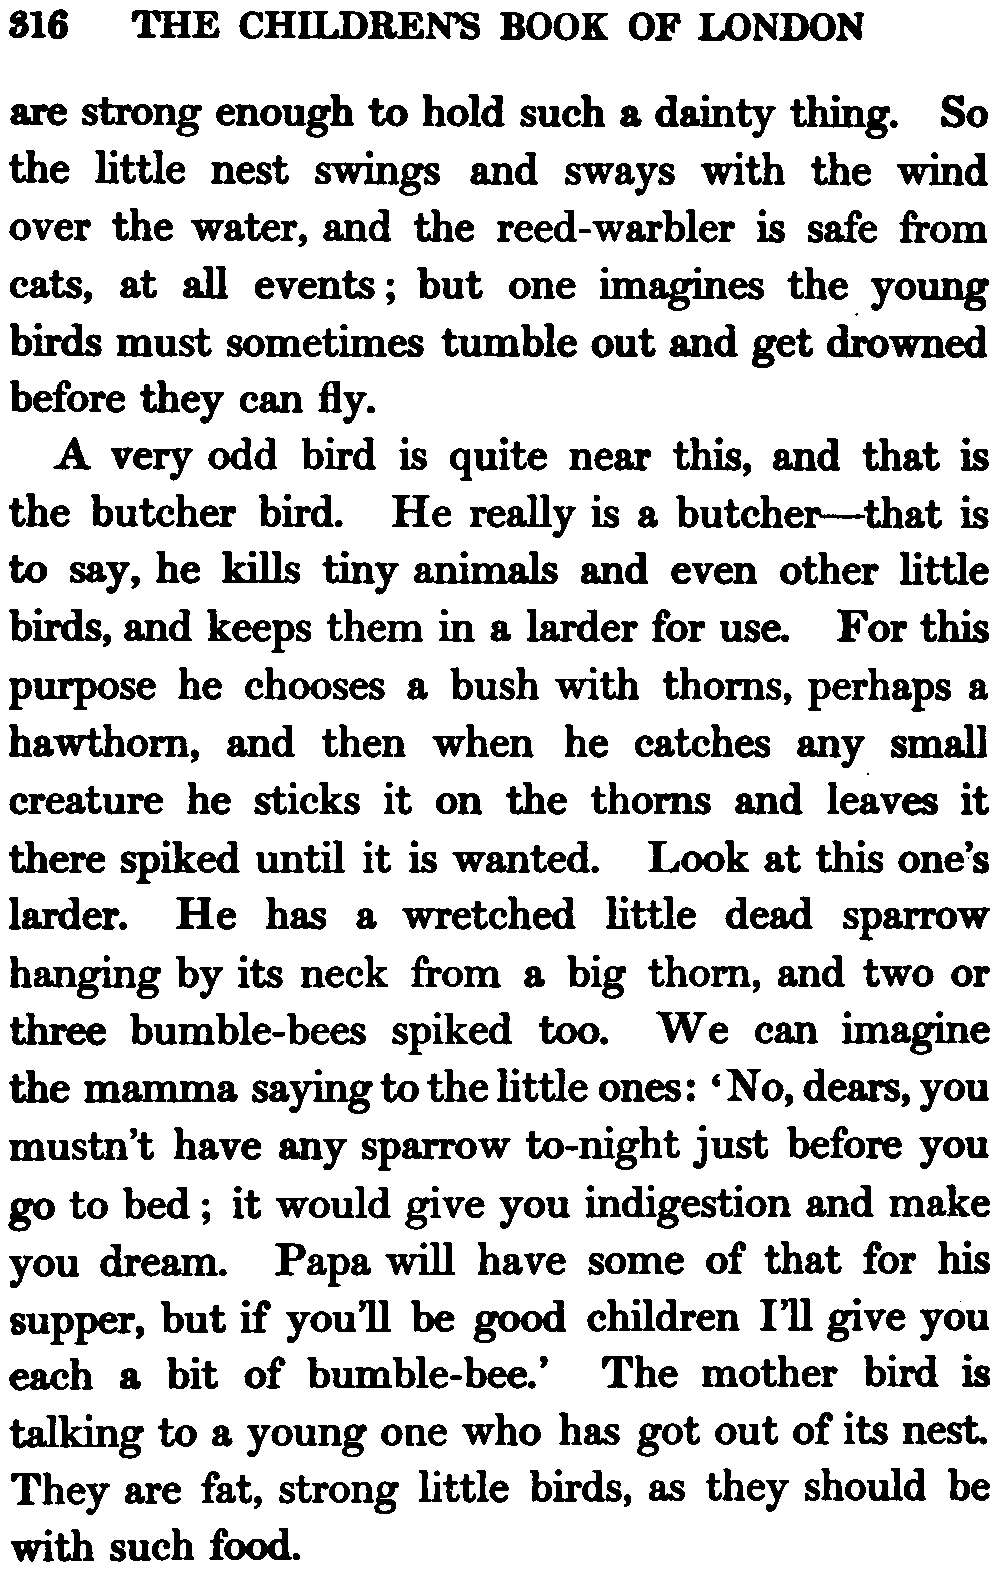 316 THE CHILDREN'S BOOK OF LONDON
are strong enough to hold such a dainty thing. So
the little nest swings and sways with the wind
over the water, and the reed-warbler is safe from
cats, at all events; but one imagines the young
birds must sometimes tumble out and get drowned
before they can fly.
A very odd bird is quite near this, and that is
the butcher bird. He really is a butcher—that is
to say, he kills tiny animals and even other little
birds, and keeps them in a larder for use. For this
purpose he chooses a bush with thorns, perhaps a
hawthorn, and then when he catches any small
creature he sticks it on the thorns and leaves it
there spiked until it is wanted. Look at this one's
larder. He has a wretched little dead sparrow
hanging by its neck from a big thorn, and two or
three bumble-bees spiked too. We can imagine
the mamma saying to the little ones: 'No, dears, you
mustn't have any sparrow to-night just before you
go to bed; it would give you indigestion and make
you dream. Papa will have some of that for his
supper, but if you'll be good children I'll give you
each a bit of bumble-bee.' The mother bird is
talking to a young one who has got out of its nest.
They are fat, strong little birds, as they should be
with such food.